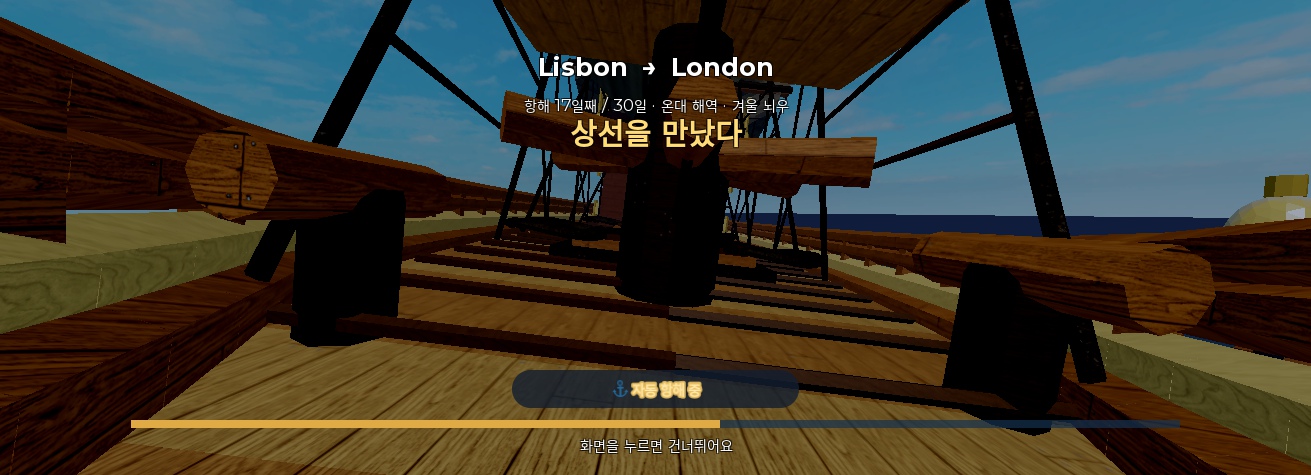 Lisbon → London
항해 17일째 / 30일 · 온대 해역 · 겨울 뇌우
상선을 만났다
⚓ 자동 항해 중
화면을 누르면 건너뛰어요